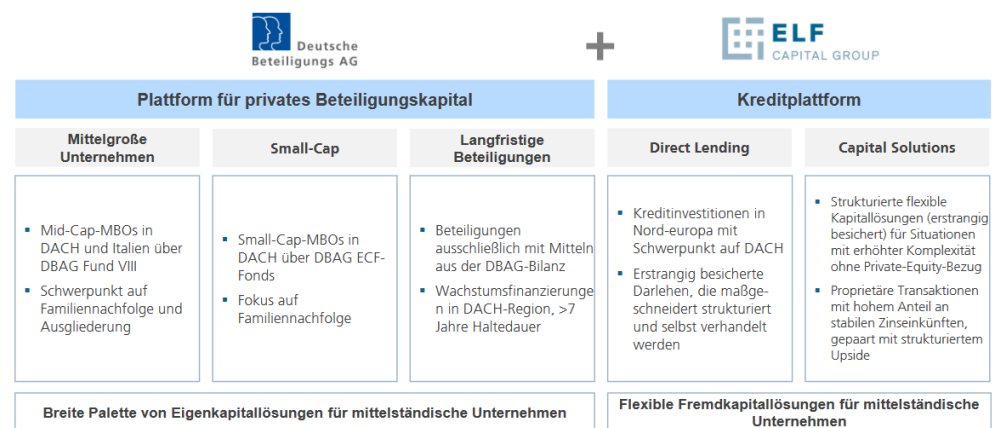 Deutsche
Beteiligungs AG
+
ELF
CAPITAL GROUP
Plattform für privates Beteiligungskapital
Kreditplattform
Mittelgroße
Unternehmen
Small-Cap
Langfristige
Beteiligungen
Direct Lending
Capital Solutions
▪ Mid-Cap-MBOs in
DACH und Italien über
DBAG Fund VIII
▪ Schwerpunkt auf
Familiennachfolge und
Ausgliederung
▪ Small-Cap-MBOs in
DACH über DBAG ECF-
Fonds
▪ Fokus auf
Familiennachfolge
▪ Beteiligungen
ausschließlich mit Mitteln
aus der DBAG-Bilanz
▪ Wachstumsfinanzierunge
n in DACH-Region, >7
Jahre Haltedauer
▪ Kreditinvestitionen in
Nord-europa mit
Schwerpunkt auf DACH
▪ Erstrangig besicherte
Darlehen, die maßge-
schneidert strukturiert
und selbst verhandelt
werden
▪ Strukturierte flexible
Kapitallösungen (erstrangig
besichert) für Situationen
mit erhöhter Komplexität
ohne Private-Equity-Bezug
▪ Proprietäre Transaktionen
mit hohem Anteil an
stabilen Zinseinkünften,
gepaart mit strukturiertem
Upside
Breite Palette von Eigenkapitallösungen für mittelständische Unternehmen
Flexible Fremdkapitallösungen für mittelständische
Unternehmen